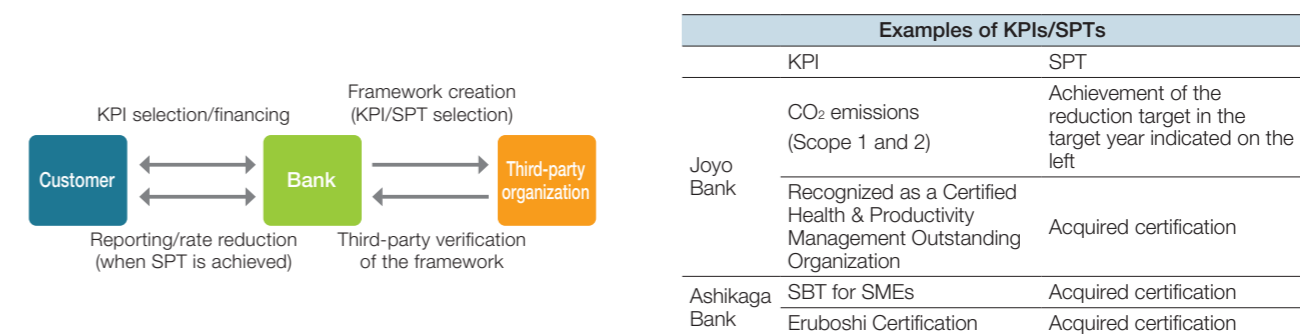 KPI selection/financing
Framework creation
(KPI/SPT selection)
Customer
Bank
Third-party
organization
Reporting/rate reduction
(when SPT is achieved)
Third-party verification
of the framework
Examples of KPIs/SPTs
KPI
SPT
Joyo
Bank
CO₂ emissions
(Scope 1 and 2)
Achievement of the
reduction target in the
target year indicated on the
left
Recognized as a Certified
Health & Productivity
Management Outstanding
Organization
Acquired certification
Ashikaga
Bank
SBT for SMEs
Acquired certification
Eruboshi Certification
Acquired certification